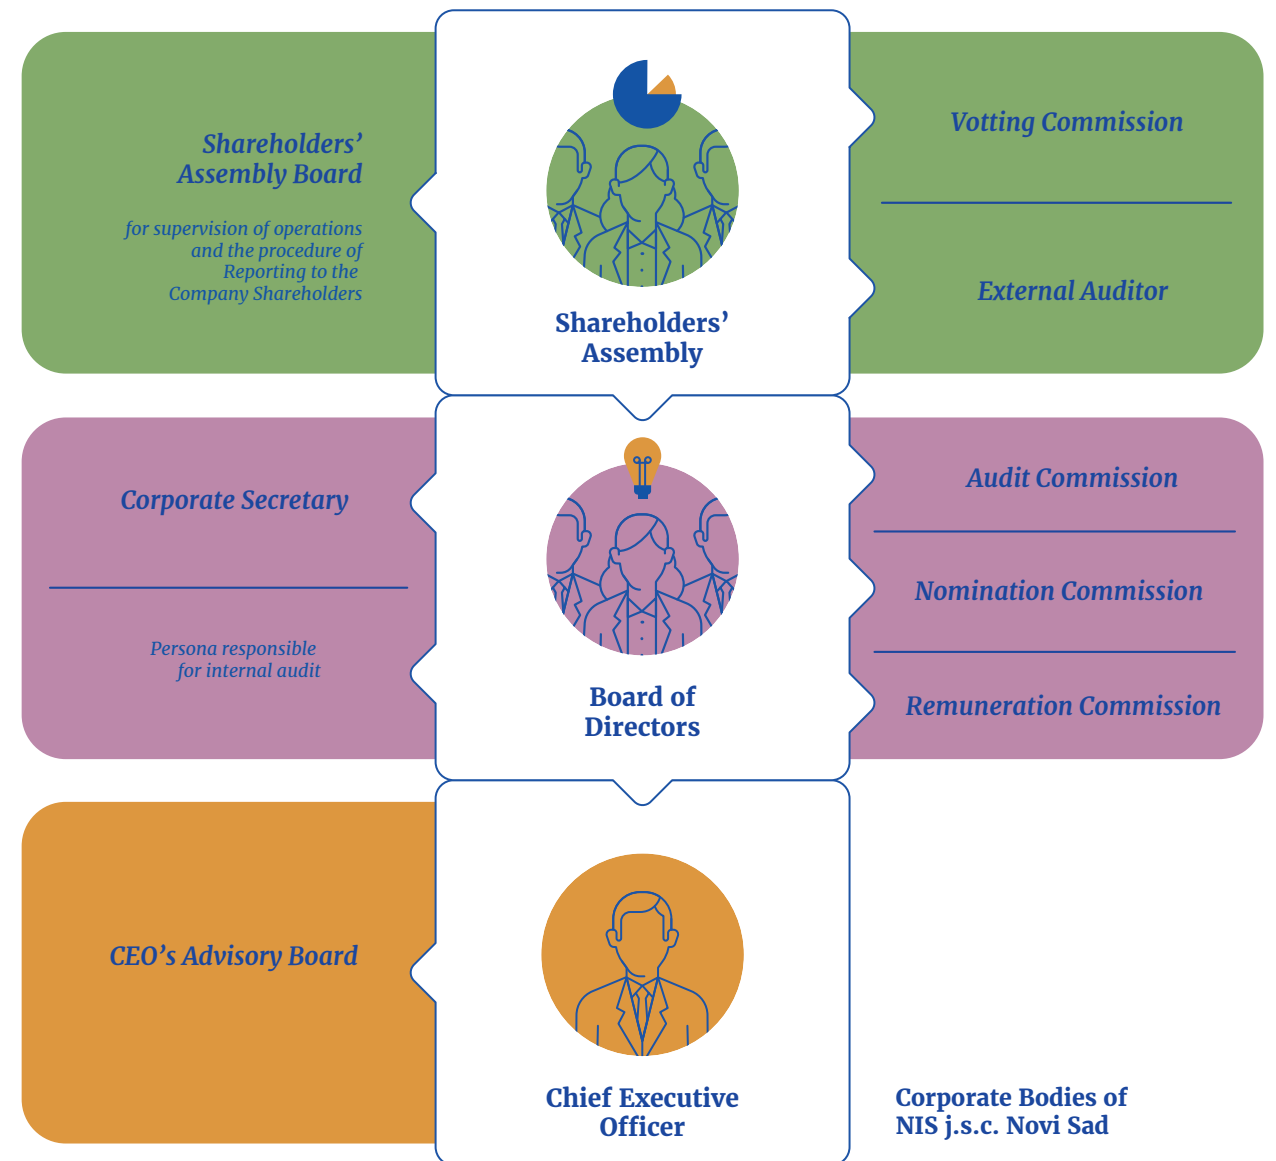 Shareholders’
Assembly Board
for supervision of operations
and the procedure of
Reporting to the
Company Shareholders
Shareholders’
Assembly
Votting Commission
External Auditor
Corporate Secretary
Persona responsible
for internal audit
Board of
Directors
Audit Commission
Nomination Commission
Remuneration Commission
CEO’s Advisory Board
Chief Executive
Officer
Corporate Bodies of
NIS j.s.c. Novi Sad